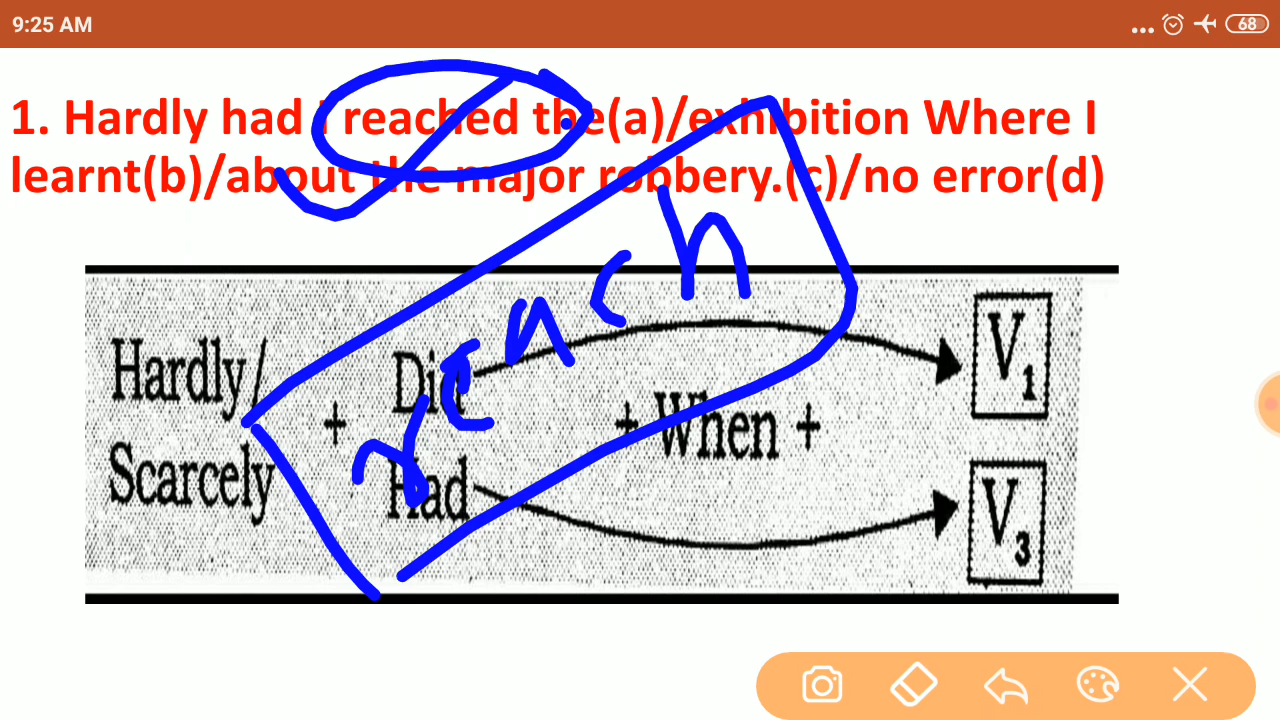 9:25 AM
68
1. Hardly had I reached the(a)/exhibition Where I
learnt(b)/about the major robbery.(c)/no error(d)
reach
Hardly/
Scarcely
+
Did
Had
+ When +
V1
V3